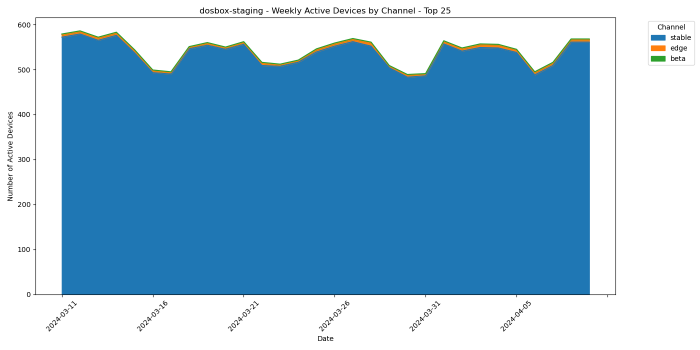 dosbox-staging - Weekly Active Devices by Channel - Top 25
Channel
stable
edge
beta
Number of Active Devices
600
500
400
300
200
100
0
2024-03-11
2024-03-16
2024-03-21
2024-03-26
2024-03-31
2024-04-05
Date